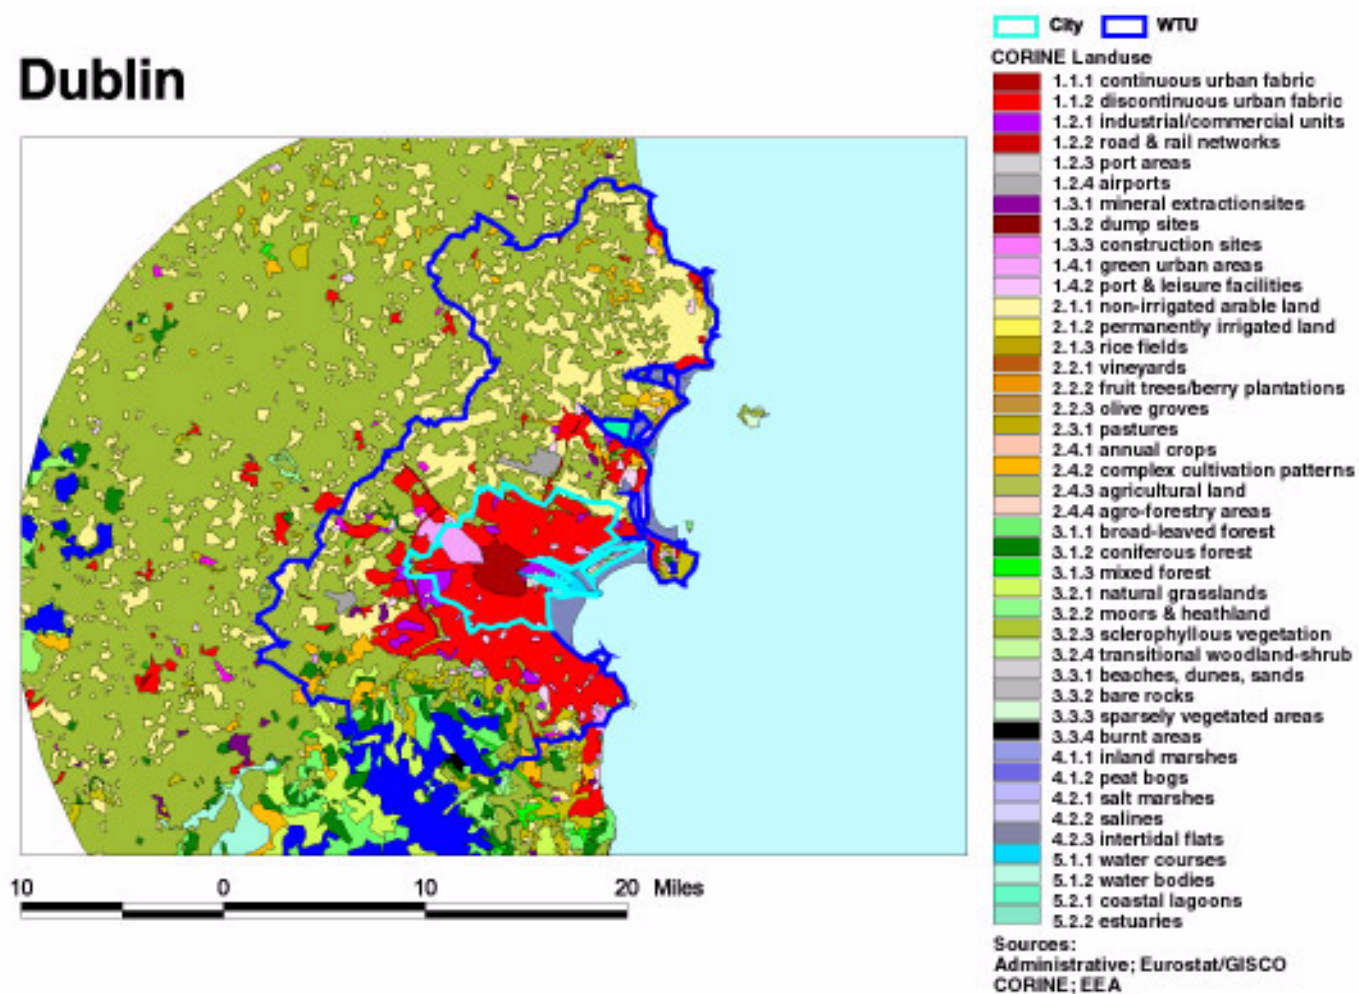 City WTU
Dublin
CORINE Landuse
1.1.1 continuous urban fabric
1.1.2 discontinuous urban fabric
1.2.1 industrial/commercial units
1.2.2 road & rail networks
1.2.3 port areas
1.2.4 airports
1.3.1 mineral extractionsites
1.3.2 dump sites
1.3.3 construction sites
1.4.1 green urban areas
1.4.2 port & leisure facilities
2.1.1 non-irrigated arable land
2.1.2 permanently irrigated land
2.1.3 rice fields
2.2.1 vineyards
2.2.2 fruit trees/berry plantations
2.2.3 olive groves
2.3.1 pastures
2.4.1 annual crops
2.4.2 complex cultivation patterns
2.4.3 agricultural land
2.4.4 agro-forestry areas
3.1.1 broad-leaved forest
3.1.2 coniferous forest
3.1.3 mixed forest
3.2.1 natural grasslands
3.2.2 moors & heathland
3.2.3 sclerophyllous vegetation
3.2.4 transitional woodland-shrub
3.3.1 beaches, dunes, sands
3.3.2 bare rocks
3.3.3 sparsely vegetated areas
3.3.4 burnt areas
4.1.1 inland marshes
4.1.2 peat bogs
4.2.1 salt marshes
4.2.2 salines
4.2.3 intertidal flats
5.1.1 water courses
5.1.2 water bodies
5.2.1 coastal lagoons
5.2.2 estuaries
10 0 10 20 Miles
Sources:
Administrative; Eurostat/GISCO
CORINE; EEA